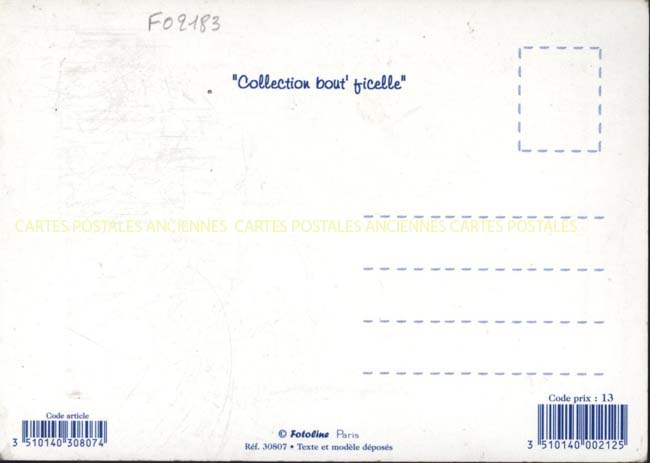 F02183
"Collection bout' ficelle"
CARTES POSTALES ANCIENNES CARTES POSTALES ANCIENNES CARTES POSTALES
Code article
3 510140 308074
© Fotoline Paris
Réf. 30807 • Texte et modèle déposés
Code prix : 13
3 510140 002125